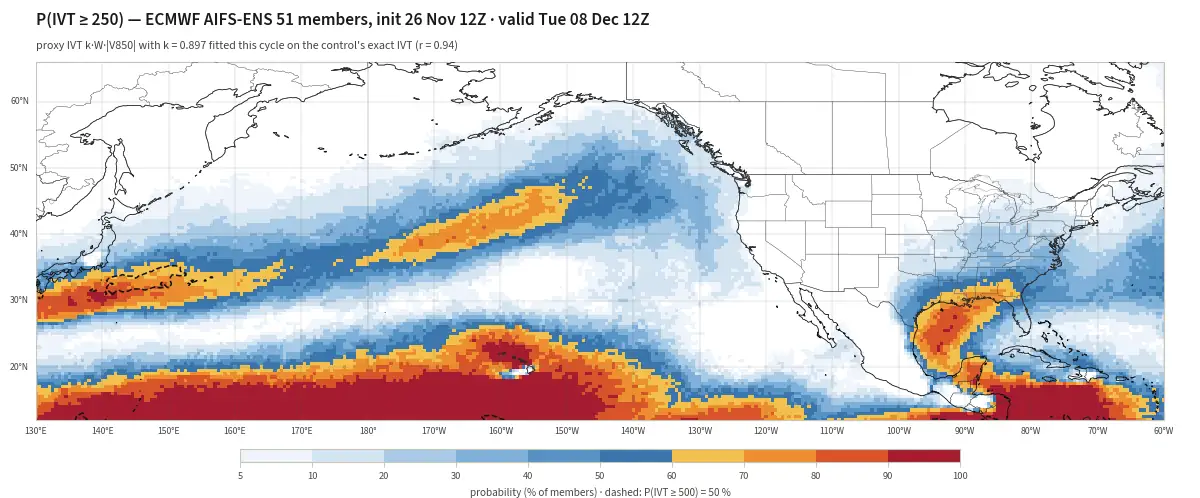 P(IVT ≥ 250) — ECMWF AIFS-ENS 51 members, init 26 Nov 12Z · valid Tue 08 Dec 12Z
proxy IVT k·W·|V850| with k = 0.897 fitted this cycle on the control's exact IVT (r = 0.94)
60°N
50°N
40°N
30°N
20°N
130°E 140°E 150°E 160°E 170°E 180° 170°W 160°W 150°W 140°W 130°W 120°W 110°W 100°W 90°W 80°W 70°W 60°W
5 10 20 30 40 50 60 70 80 90 100
probability (% of members) · dashed: P(IVT ≥ 500) = 50 %